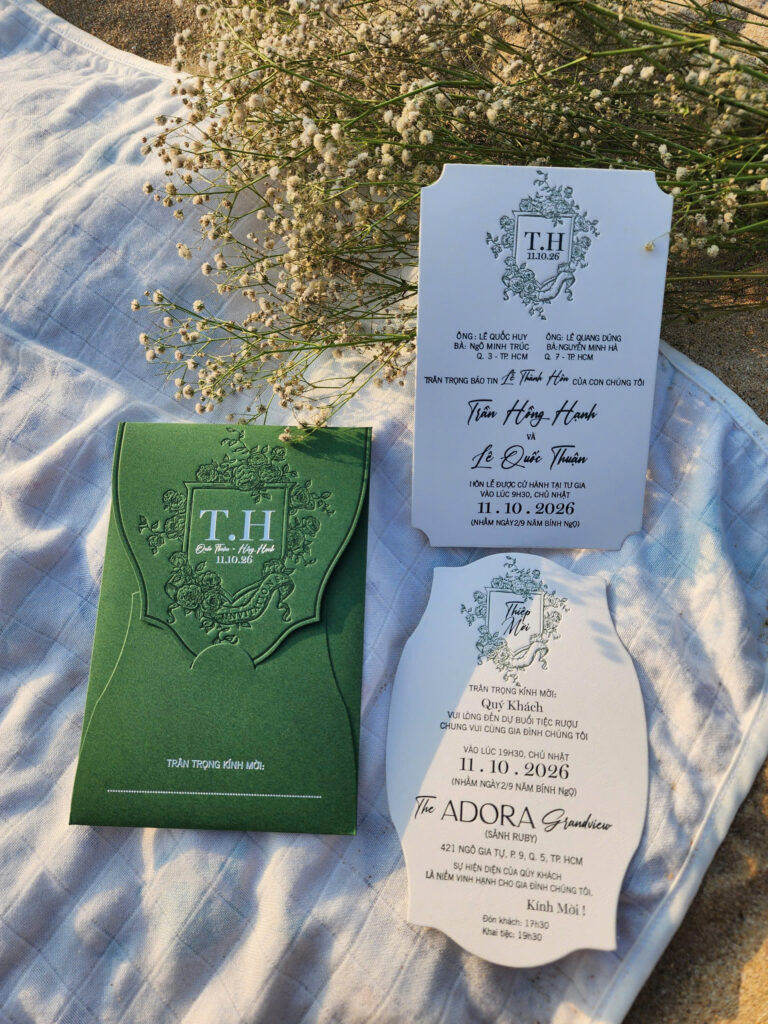 T.H
Quốc Thuận - Hồng Hạnh
11.10.26
INVITATION
TRÂN TRỌNG KÍNH MỜI:
T.H
11.10.26
ÔNG: LÊ QUỐC HUY
BÀ: NGÔ MINH TRÚC
Q. 3 - TP. HCM
ÔNG: LÊ QUANG DŨNG
BÀ: NGUYỄN MINH HÀ
Q. 7 - TP. HCM
TRÂN TRỌNG BÁO TIN Lễ Thành Hôn CỦA CON CHÚNG TÔI
Trần Hồng Hạnh
VÀ
Lê Quốc Thuận
HÔN LỄ ĐƯỢC CỬ HÀNH TẠI TƯ GIA
VÀO LÚC 9H30, CHỦ NHẬT
11 . 10 . 2026
(NHẰM NGÀY 2/9 NĂM BÍNH NGỌ)
Thiệp
Mời
TRÂN TRỌNG KÍNH MỜI:
Quý Khách
VUI LÒNG ĐẾN DỰ BUỔI TIỆC RƯỢU
CHUNG VUI CÙNG GIA ĐÌNH CHÚNG TÔI
VÀO LÚC 19H30, CHỦ NHẬT
11 . 10 . 2026
(NHẰM NGÀY 2/9 NĂM BÍNH NGỌ)
The ADORA Grandview
(SẢNH RUBY)
421 NGÔ GIA TỰ, P. 9, Q. 5, TP. HCM
SỰ HIỆN DIỆN CỦA QÚY KHÁCH
LÀ NIỀM VINH HẠNH CHO GIA ĐÌNH CHÚNG TÔI.
Kính Mời !
Đón khách: 17h30
Khai tiệc: 19h30